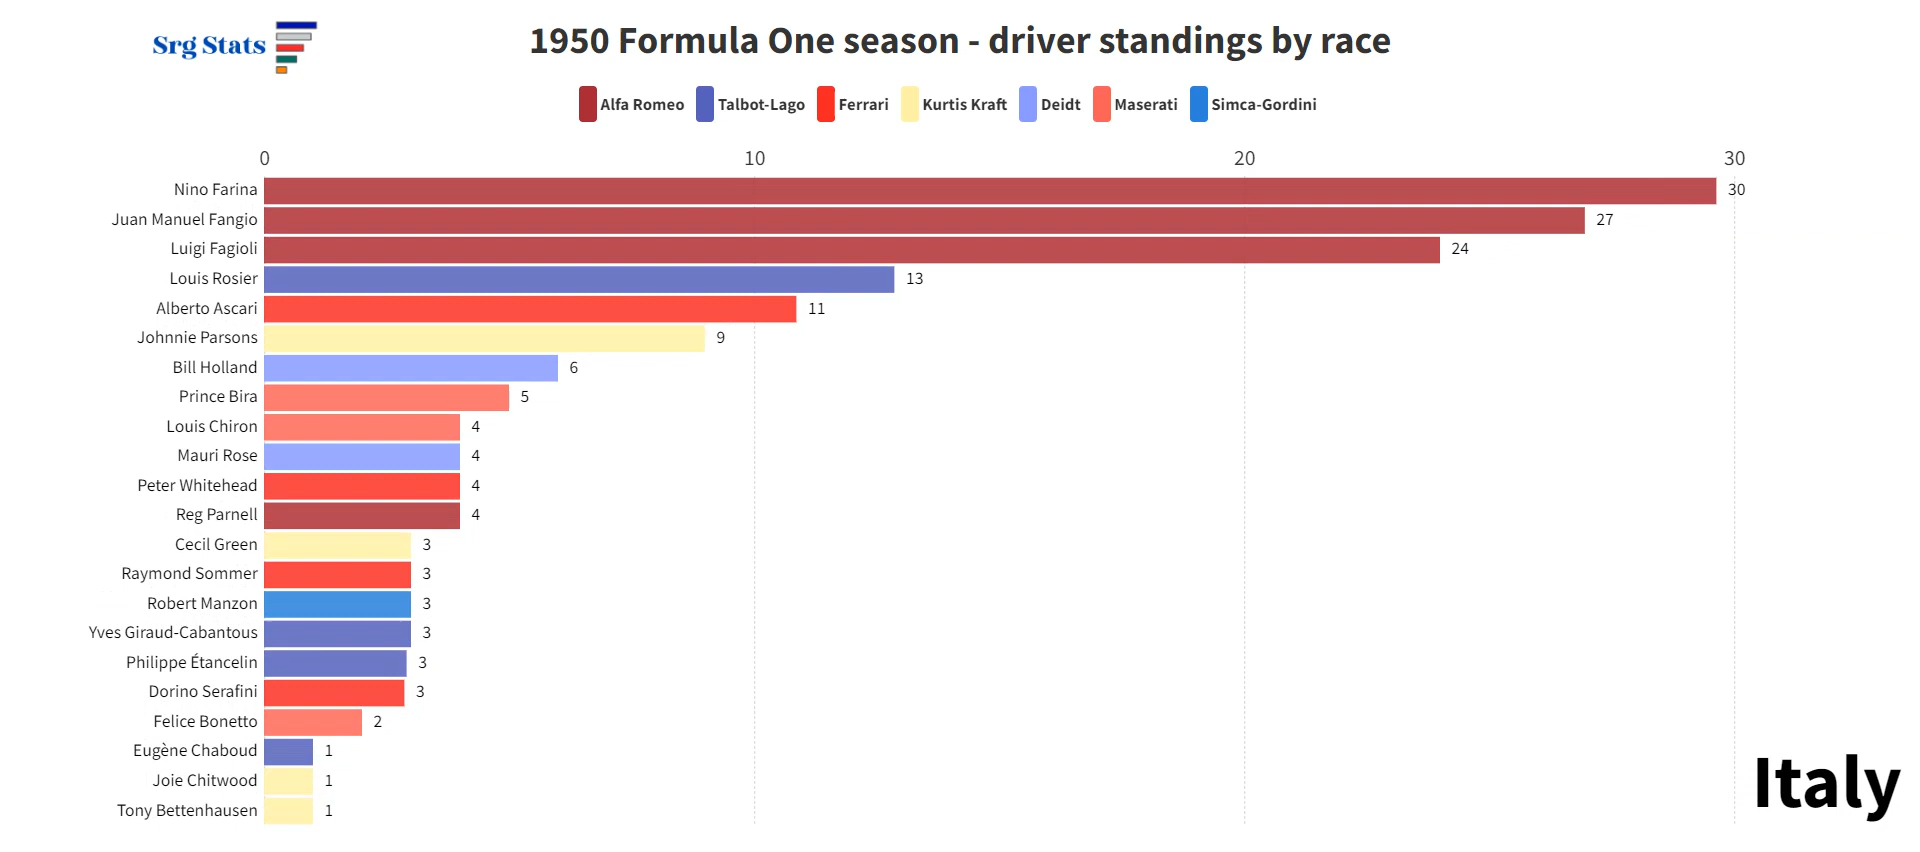 Srg Stats
1950 Formula One season - driver standings by race
Alfa Romeo Talbot-Lago Ferrari Kurtis Kraft Deidt Maserati Simca-Gordini
0 10 20 30
Nino Farina 30
Juan Manuel Fangio 27
Luigi Fagioli 24
Louis Rosier 13
Alberto Ascari 11
Johnnie Parsons 9
Bill Holland 6
Prince Bira 5
Louis Chiron 4
Mauri Rose 4
Peter Whitehead 4
Reg Parnell 4
Cecil Green 3
Raymond Sommer 3
Robert Manzon 3
Yves Giraud-Cabantous 3
Philippe Étancelin 3
Dorino Serafini 3
Felice Bonetto 2
Eugène Chaboud 1
Joie Chitwood 1
Tony Bettenhausen 1
Italy